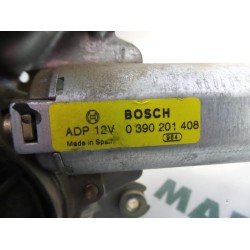 BOSCH
ADP 12V 0 390 201 408
Made in Spain